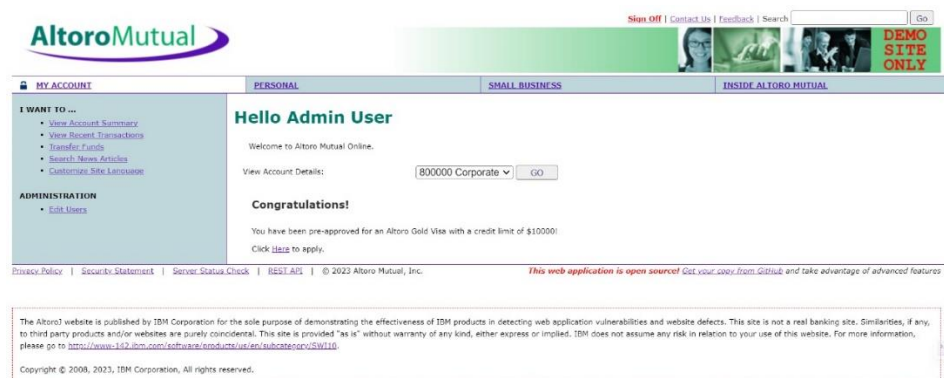 Sign Off | Contact Us | Feedback | Search Go
AltoroMutual
DEMO
SITE
ONLY
MY ACCOUNT
PERSONAL
SMALL BUSINESS
INSIDE ALTORO MUTUAL
I WANT TO ...
View Account Summary
View Recent Transactions
Transfer Funds
Search News Articles
Customize Site Language
ADMINISTRATION
Edit Users
Hello Admin User
Welcome to Altoro Mutual Online.
View Account Details: 800000 Corporate GO
Congratulations!
You have been pre-approved for an Altoro Gold Visa with a credit limit of $10000!
Click Here to apply.
Privacy Policy | Security Statement | Server Status Check | REST API | © 2023 Altoro Mutual, Inc.
This web application is open source! Get your copy from GitHub and take advantage of advanced features
The AltoroJ website is published by IBM Corporation for the sole purpose of demonstrating the effectiveness of IBM products in detecting web application vulnerabilities and website defects. This site is not a real banking site. Similarities, if any,
to third party products and/or websites are purely coincidental. This site is provided "as is" without warranty of any kind, either express or implied. IBM does not assume any risk in relation to your use of this website. For more information,
please go to http://www-142.ibm.com/software/products/us/en/subcategory/SWI10.
Copyright © 2008, 2023, IBM Corporation, All rights reserved.